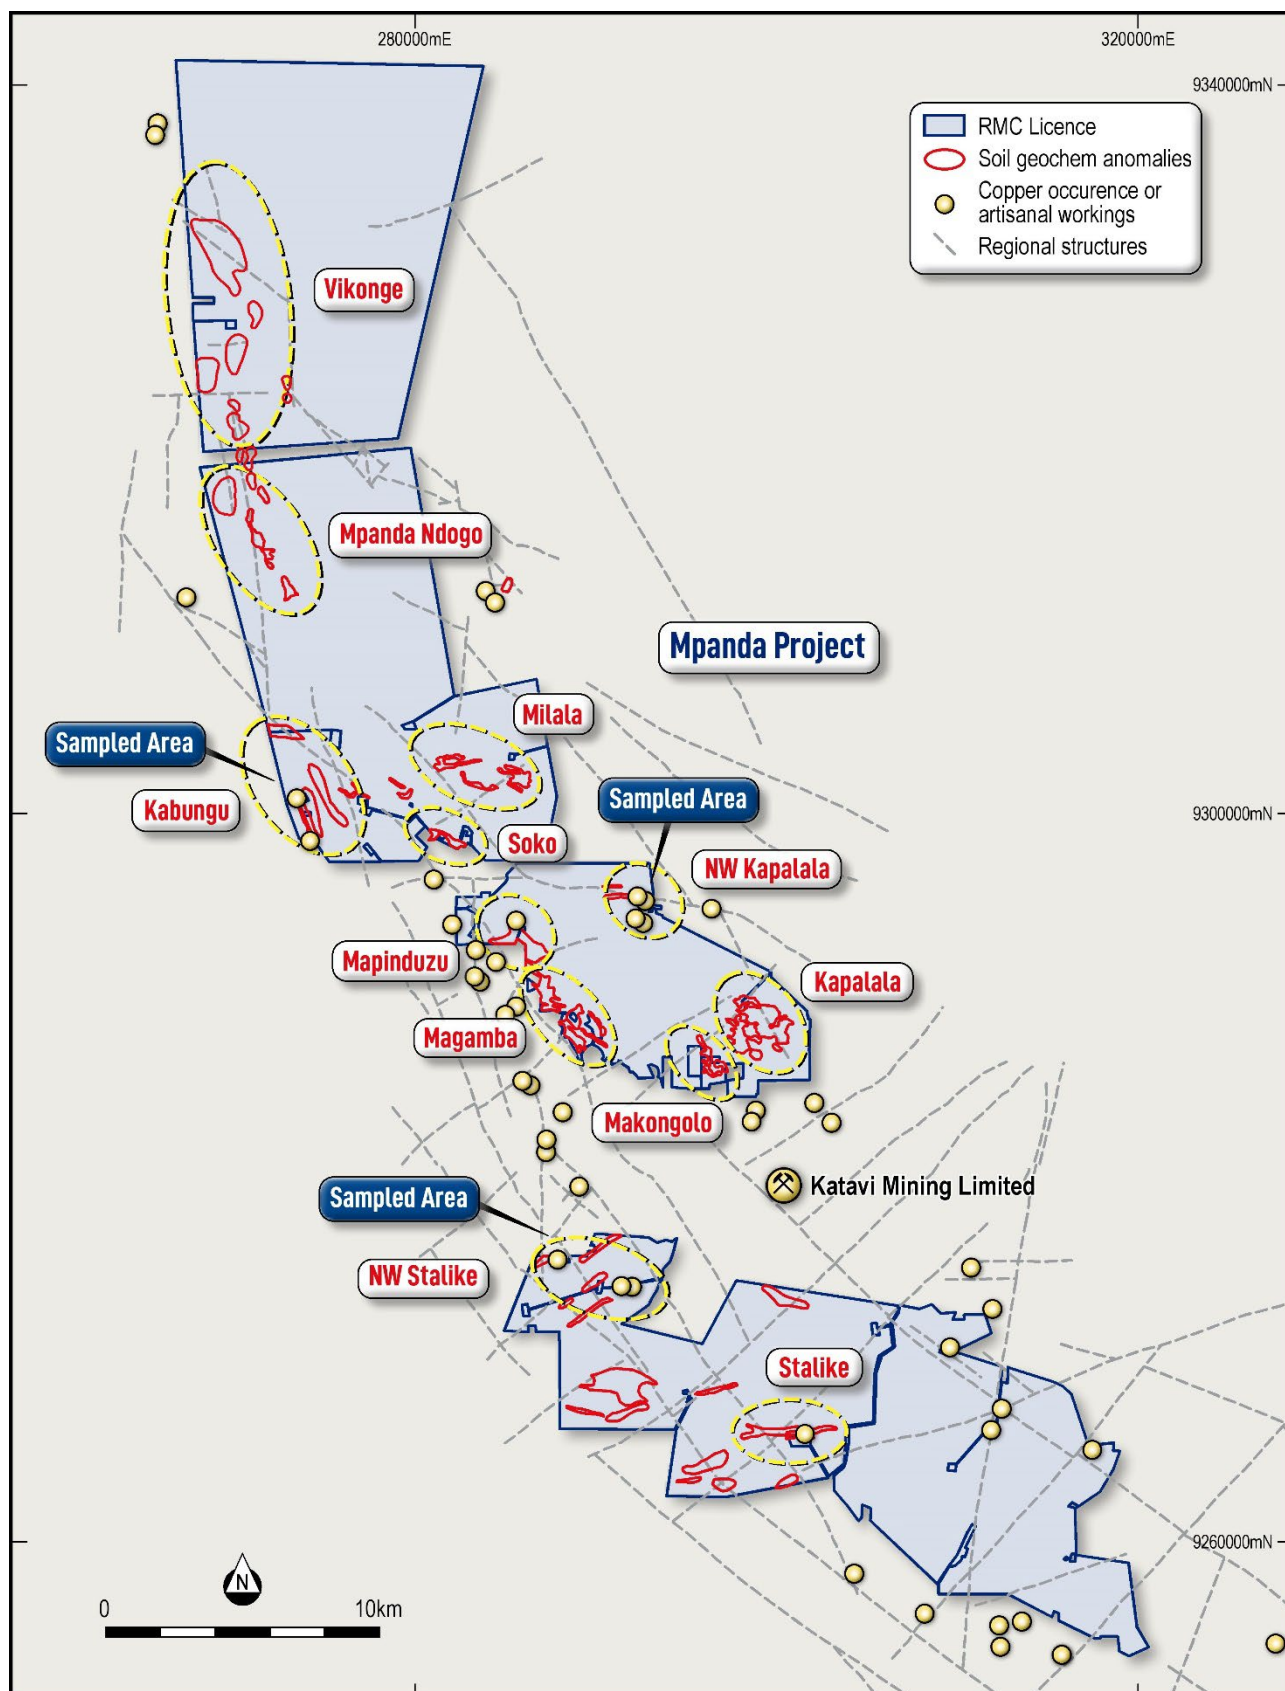 280000mE
320000mE
9340000mN
RMC Licence
Soil geochem anomalies
Copper occurence or
artisanal workings
Regional structures
Vikonge
Mpanda Ndogo
Mpanda Project
Milala
Sampled Area
Kabungu
Sampled Area
9300000mN
Soko
NW Kapalala
Mapinduzu
Kapalala
Magamba
Makongolo
Katavi Mining Limited
Sampled Area
NW Stalike
Stalike
9260000mN
N
0
10km